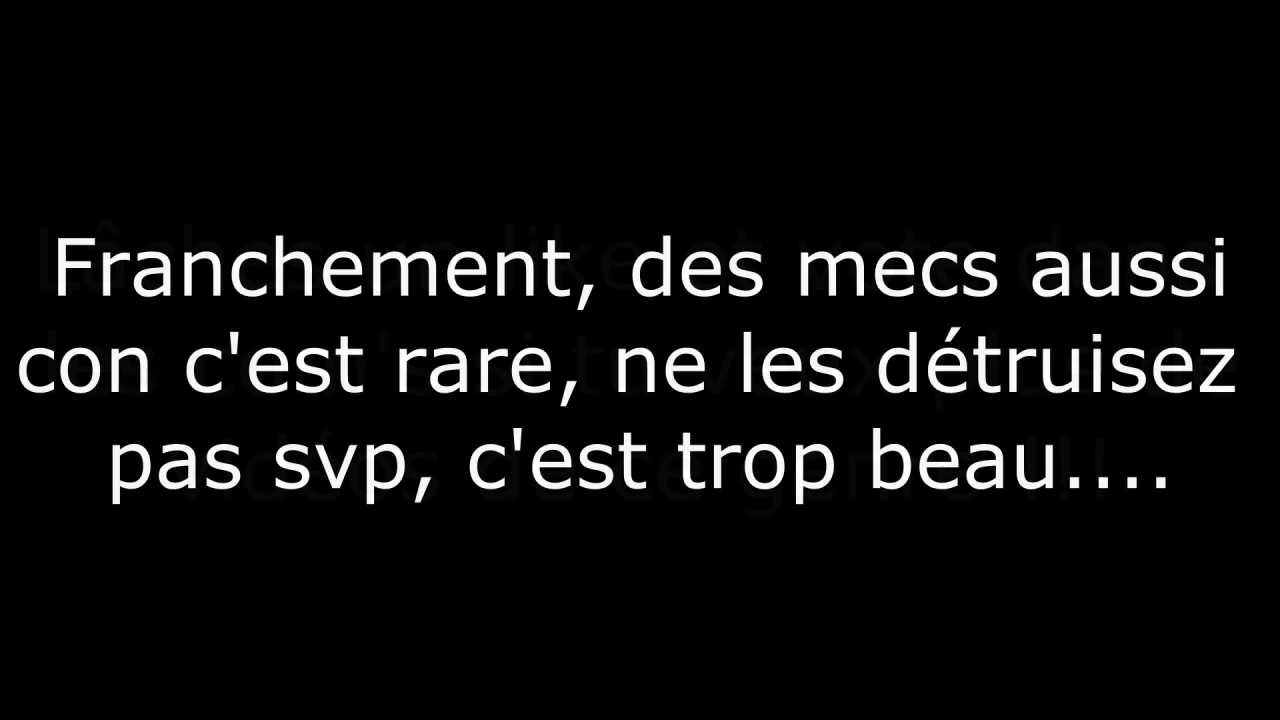 Franchement, des mecs aussi
con c'est rare, ne les détruisez
pas svp, c'est trop beau....